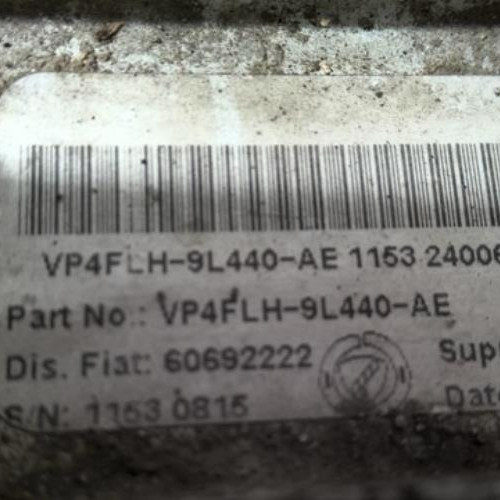 VP4FLH-9L440-AE 1153 24006
Part No.: VP4FLH-9L440-AE
Dis. Fiat: 60692222
S/N: 1153 0815